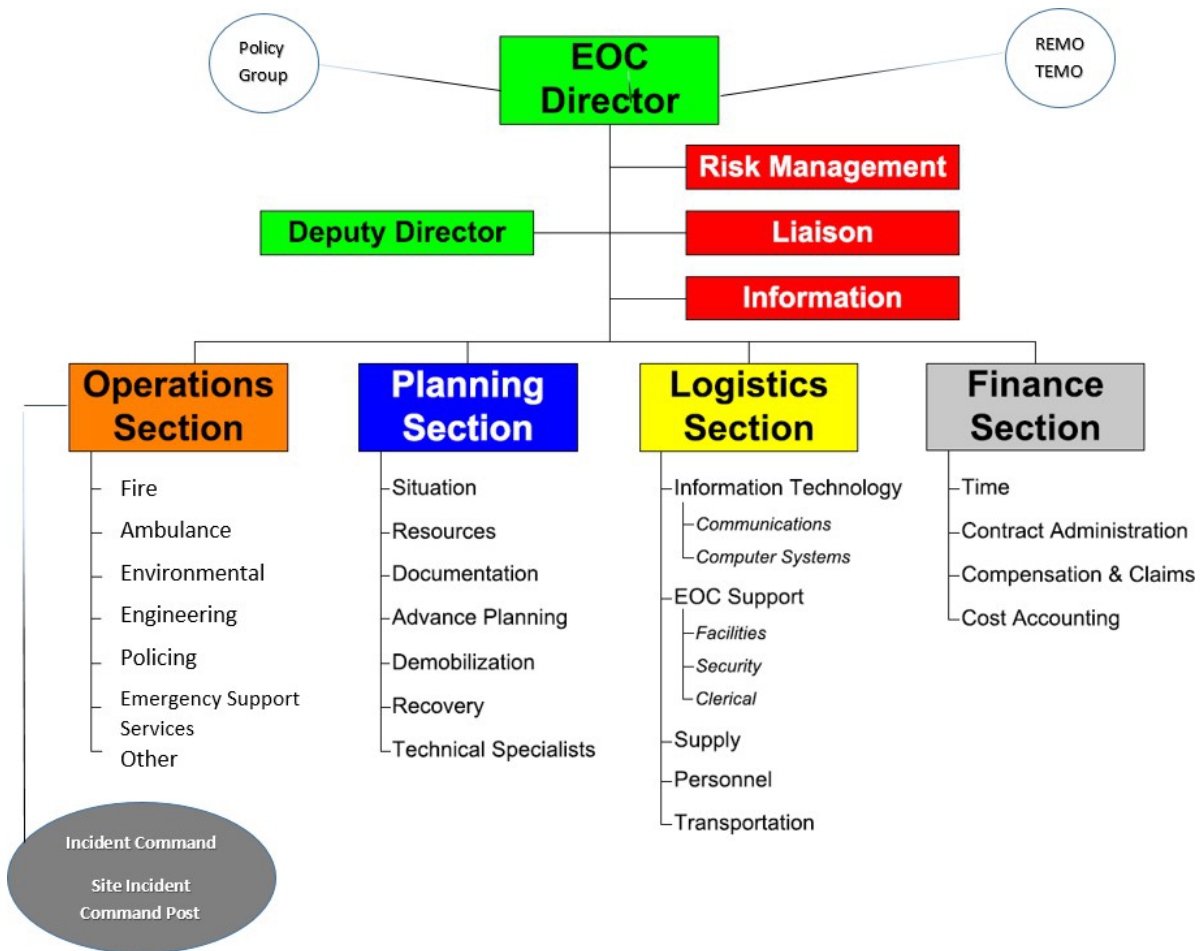 Policy
Group
EOC
Director
REMO
TEMO
Risk Management
Deputy Director
Liaison
Information
Operations
Section
Fire
Ambulance
Environmental
Engineering
Policing
Emergency Support
Services
Other
Incident Command
Site Incident
Command Post
Planning
Section
Situation
Resources
Documentation
Advance Planning
Demobilization
Recovery
Technical Specialists
Logistics
Section
Information Technology
Communications
Computer Systems
EOC Support
Facilities
Security
Clerical
Supply
Personnel
Transportation
Finance
Section
Time
Contract Administration
Compensation & Claims
Cost Accounting